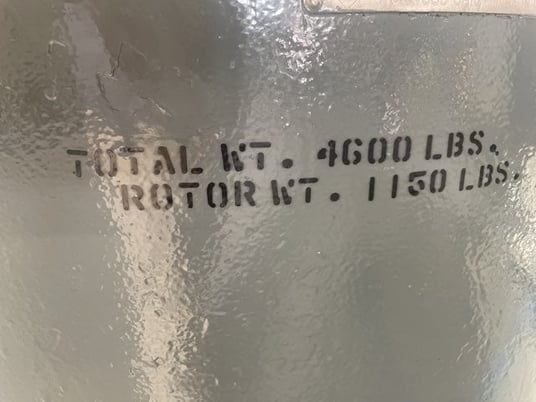 TOTAL WT. 4600 LBS.
ROTOR WT. 1150 LBS.